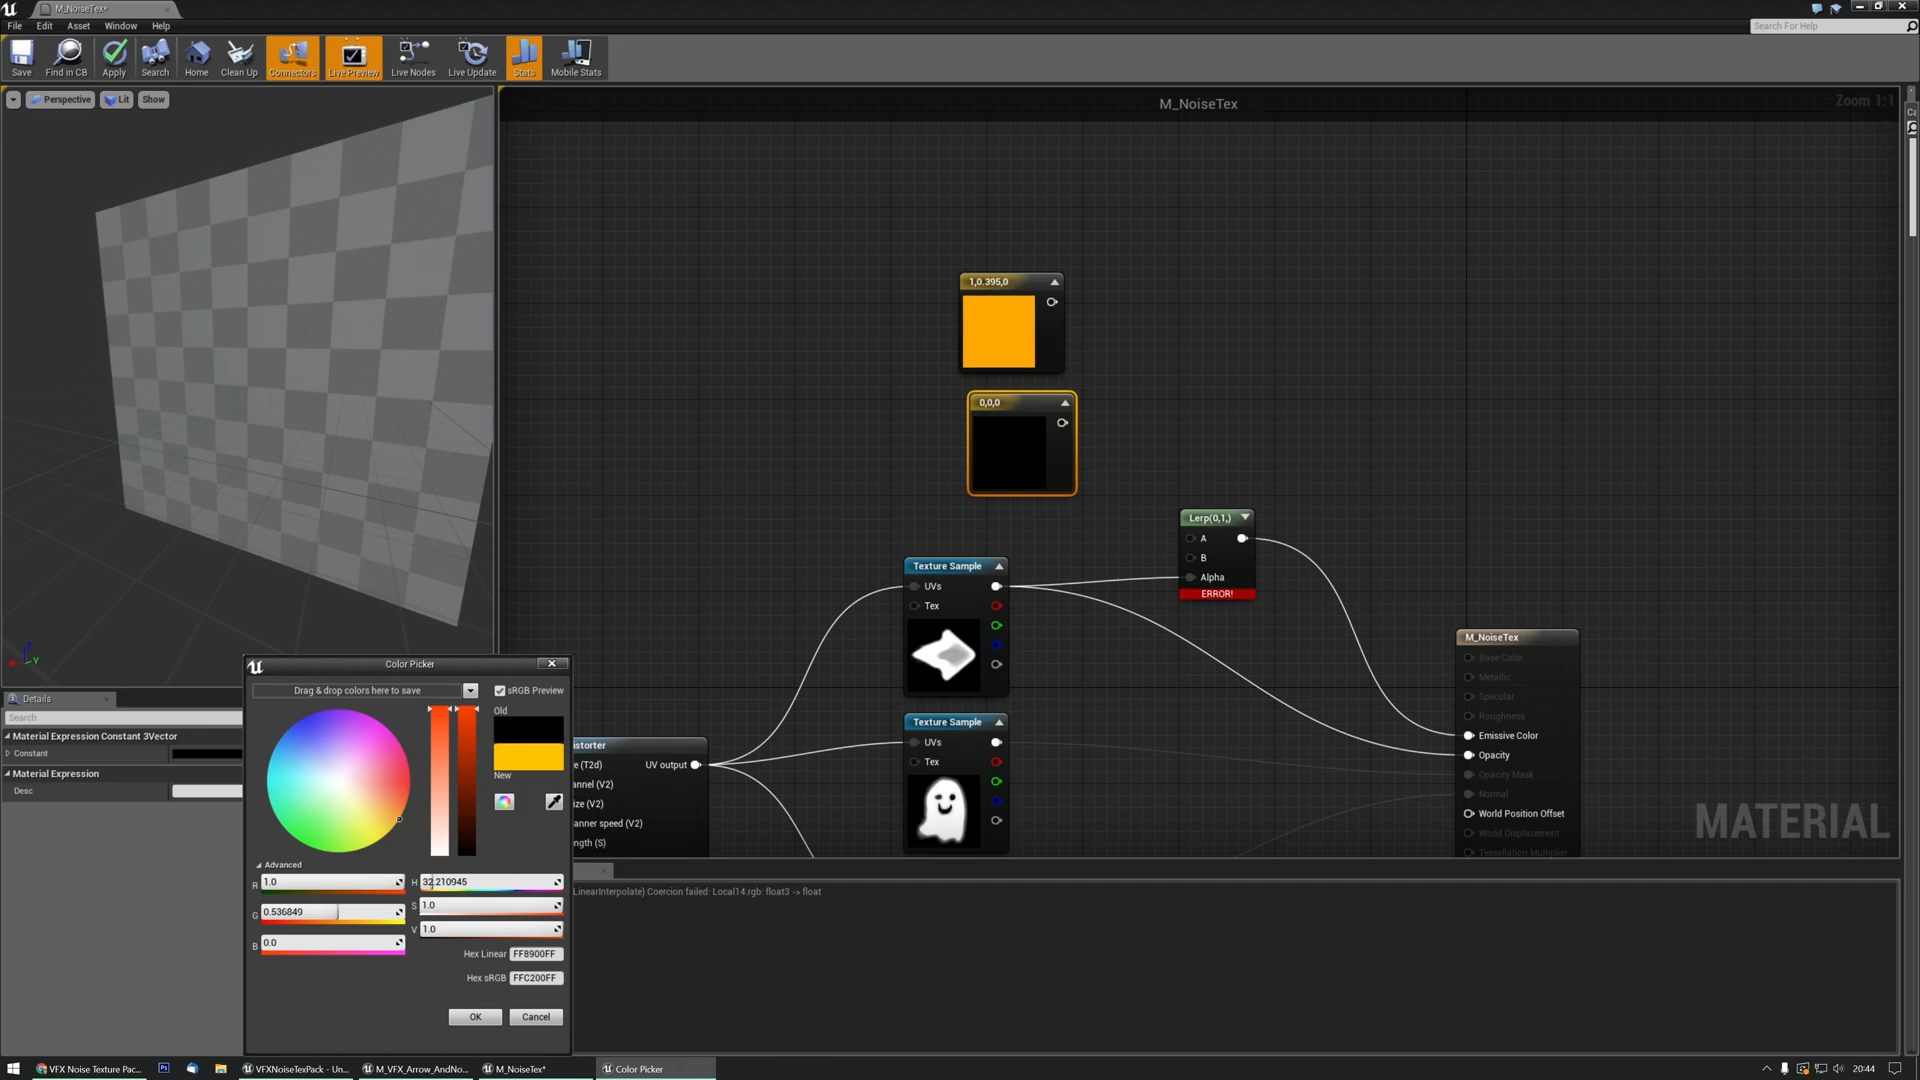 M_NoiseTex*
File Edit Asset Window Help
Search For Help
Save Find in CB Apply Search Home Clean Up Connectors Live Preview Live Nodes Live Update Stats Mobile Stats
Perspective Lit Show
M_NoiseTex
Zoom 1:1
1,0.395,0
0,0,0
Lerp(0,1,)
A
B
Alpha
ERROR!
Texture Sample
UVs
Tex
Texture Sample
UVs
Tex
istorter
e (T2d) UV output
annel (V2)
ize (V2)
anner speed (V2)
ngth (S)
M_NoiseTex
Base Color
Metallic
Specular
Roughness
Emissive Color
Opacity
Opacity Mask
Normal
World Position Offset
World Displacement
Tessellation Multiplier
MATERIAL
Y
Details
Search
Material Expression Constant 3Vector
Constant
Material Expression
Desc
Color Picker
Drag & drop colors here to save
sRGB Preview
Old
New
Advanced
R 1.0
G 0.536849
B 0.0
H 32.210945
S 1.0
V 1.0
Hex Linear FF8900FF
Hex sRGB FFC200FF
OK Cancel
LinearInterpolate) Coercion failed: Local14.rgb: float3 -> float
VFX Noise Texture Pac... VFXNoiseTexPack - Un... M_VFX_Arrow_AndNo... M_NoiseTex* Color Picker 20:44